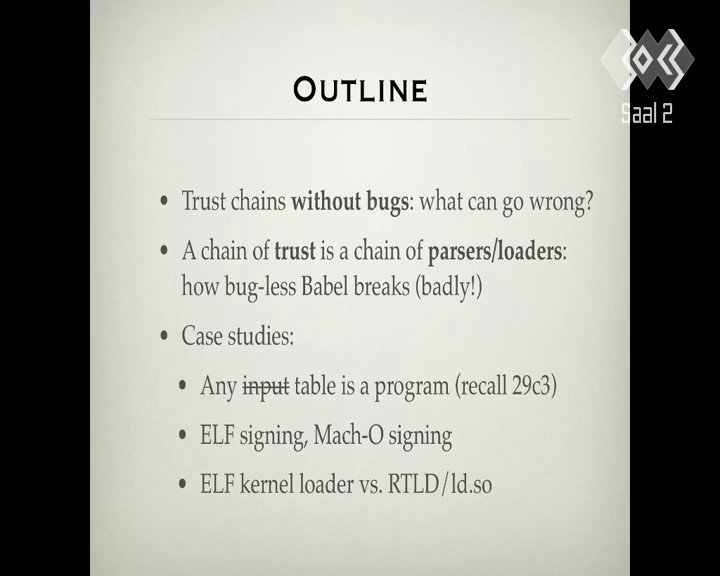 OUTLINE
Saal 2
• Trust chains without bugs: what can go wrong?
• A chain of trust is a chain of parsers/loaders:
how bug-less Babel breaks (badly!)
• Case studies:
• Any input table is a program (recall 29c3)
• ELF signing, Mach-O signing
• ELF kernel loader vs. RTLD/ld.so